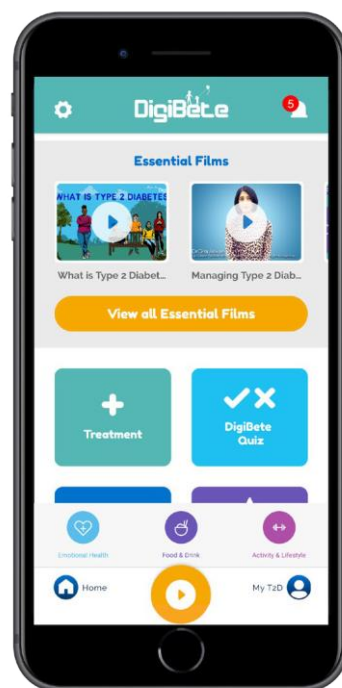 5
DigiBete
Essential Films
WHAT IS TYPE 2 DIABETES
What is Type 2 Diabet...
Managing Type 2 Diab...
View all Essential Films
Treatment
DigiBete
Quiz
Emotional Health
Food & Drink
Activity & Lifestyle
Home
My T2D